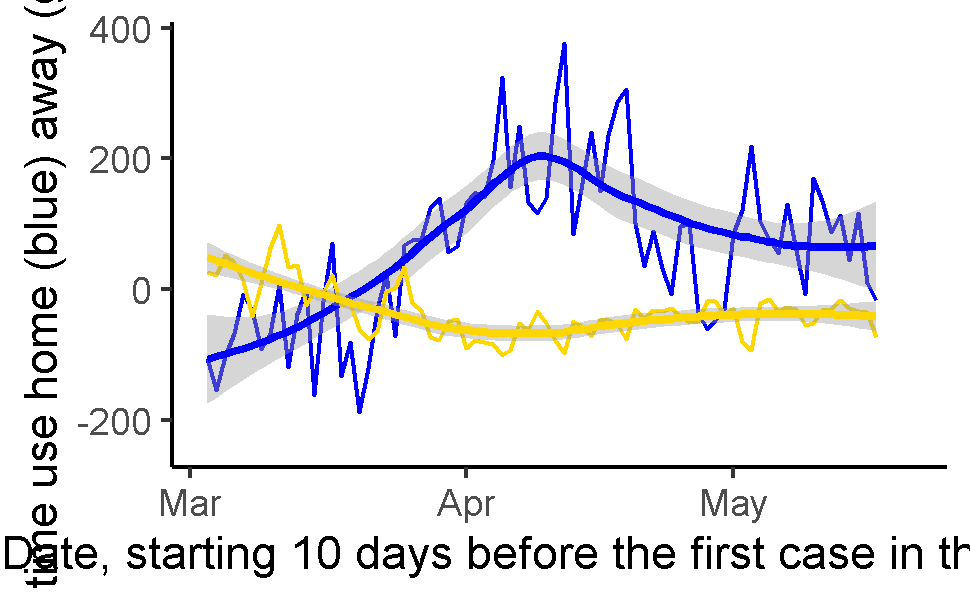 time use home (blue) away (
400
200
0
-200
Mar Apr May
Date, starting 10 days before the first case in th